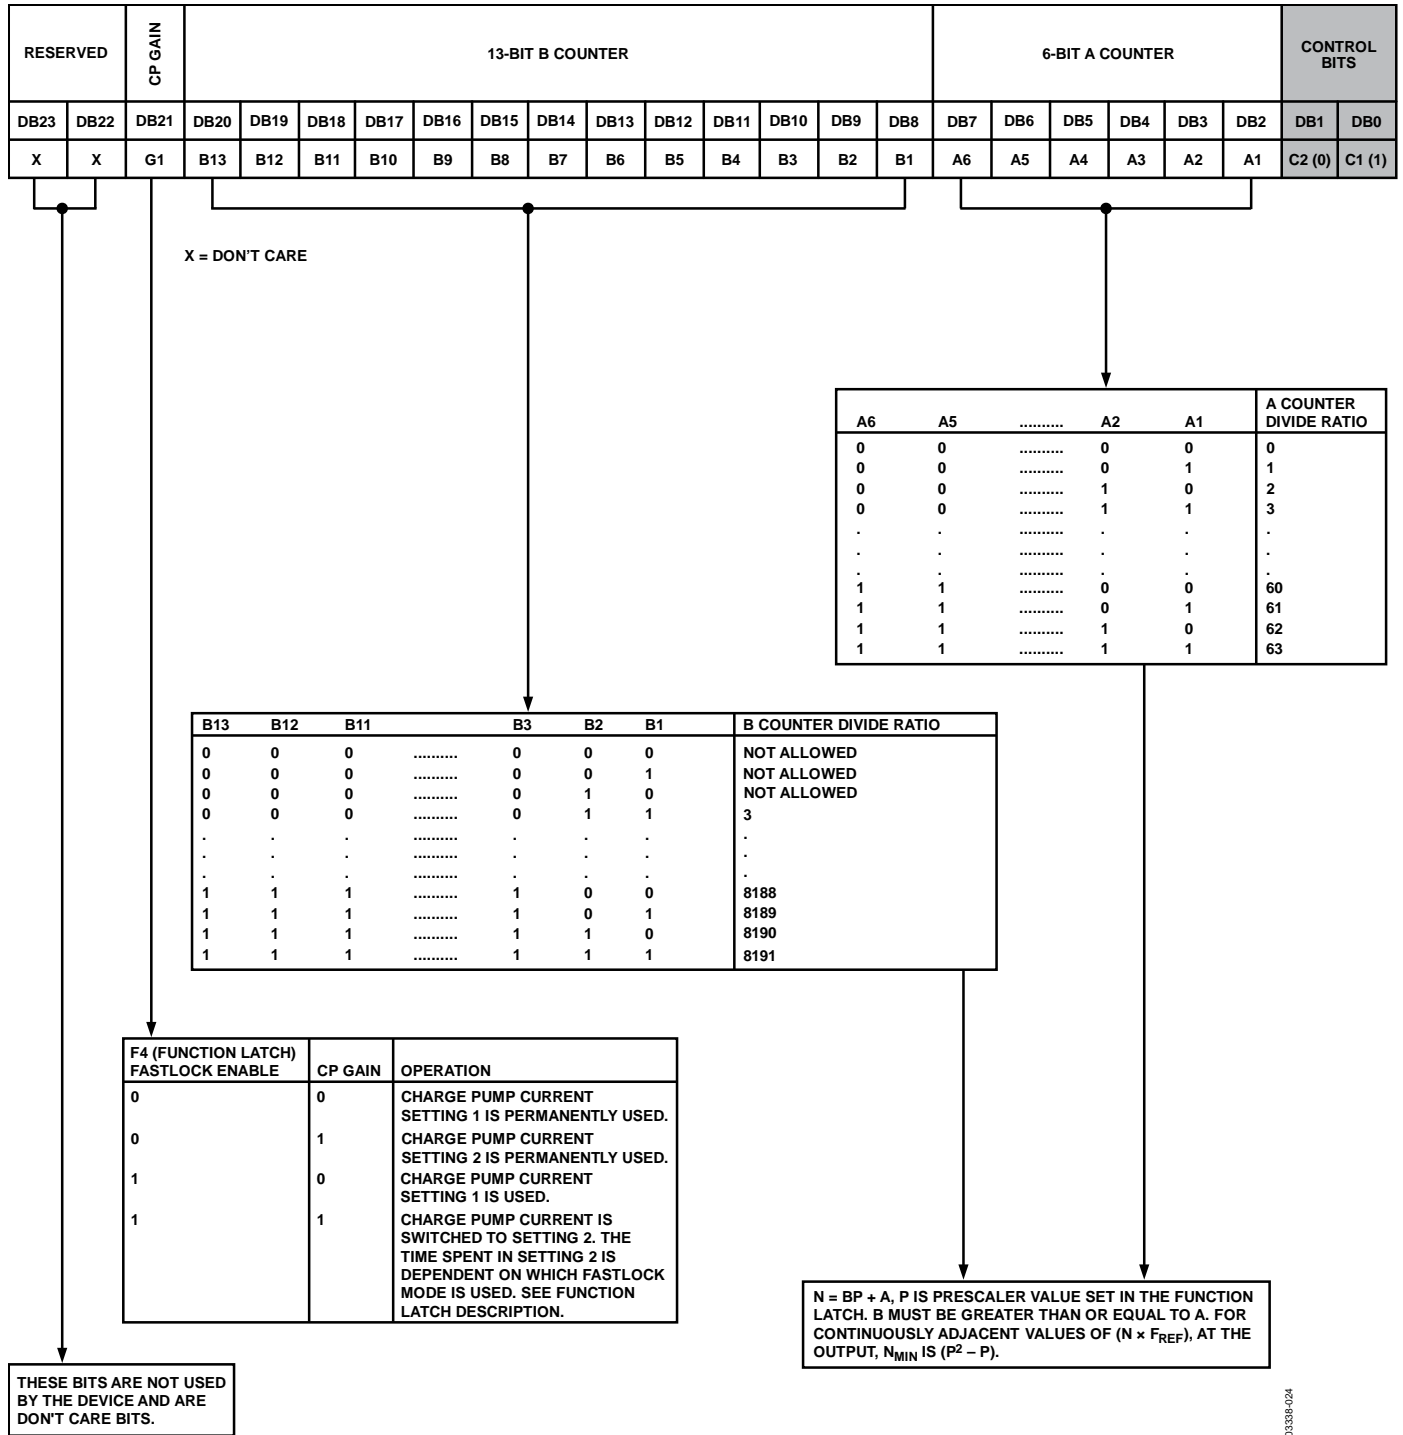 RESERVED CP GAIN 13-BIT B COUNTER 6-BIT A COUNTER CONTROL
BITS
DB23 DB22 DB21 DB20 DB19 DB18 DB17 DB16 DB15 DB14 DB13 DB12 DB11 DB10 DB9 DB8 DB7 DB6 DB5 DB4 DB3 DB2 DB1 DB0
X X G1 B13 B12 B11 B10 B9 B8 B7 B6 B5 B4 B3 B2 B1 A6 A5 A4 A3 A2 A1 C2 (0) C1 (1)
X = DON'T CARE
A COUNTER
A6 A5 .......... A2 A1 DIVIDE RATIO
0 0 .......... 0 0 0
0 0 .......... 0 1 1
0 0 .......... 1 0 2
0 0 .......... 1 1 3
. . .......... . . .
. . .......... . . .
. . .......... . . .
1 1 .......... 0 0 60
1 1 .......... 0 1 61
1 1 .......... 1 0 62
1 1 .......... 1 1 63
B13 B12 B11 B3 B2 B1 B COUNTER DIVIDE RATIO
0 0 0 .......... 0 0 0 NOT ALLOWED
0 0 0 .......... 0 0 1 NOT ALLOWED
0 0 0 .......... 0 1 0 NOT ALLOWED
0 0 0 .......... 0 1 1 3
. . . .......... . . . .
. . . .......... . . . .
. . . .......... . . . .
1 1 1 .......... 1 0 0 8188
1 1 1 .......... 1 0 1 8189
1 1 1 .......... 1 1 0 8190
1 1 1 .......... 1 1 1 8191
F4 (FUNCTION LATCH)
FASTLOCK ENABLE CP GAIN OPERATION
0 0 CHARGE PUMP CURRENT
SETTING 1 IS PERMANENTLY USED.
0 1 CHARGE PUMP CURRENT
SETTING 2 IS PERMANENTLY USED.
1 0 CHARGE PUMP CURRENT
SETTING 1 IS USED.
1 1 CHARGE PUMP CURRENT IS
SWITCHED TO SETTING 2. THE
TIME SPENT IN SETTING 2 IS
DEPENDENT ON WHICH FASTLOCK
MODE IS USED. SEE FUNCTION
LATCH DESCRIPTION.
N = BP + A, P IS PRESCALER VALUE SET IN THE FUNCTION
LATCH. B MUST BE GREATER THAN OR EQUAL TO A. FOR
CONTINUOUSLY ADJACENT VALUES OF (N × FREF), AT THE
OUTPUT, NMIN IS (P² – P).
THESE BITS ARE NOT USED
BY THE DEVICE AND ARE
DON'T CARE BITS.
03338-024